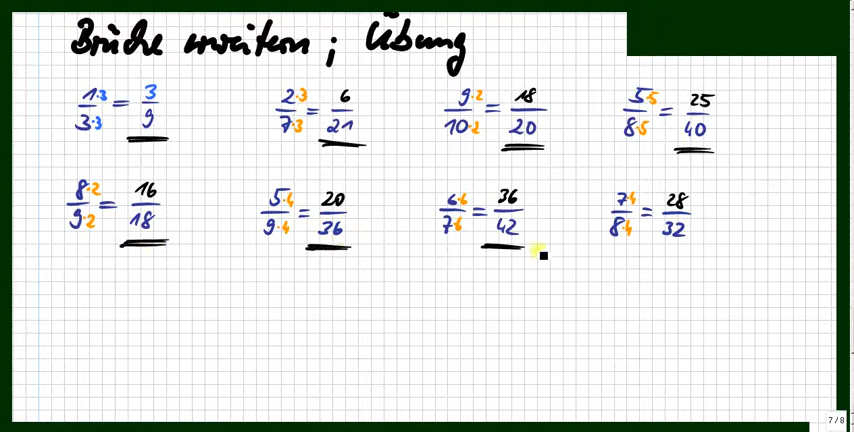 Brüche erweitern ; Übung
1·3/3·3 = 3/9 2·3/7·3 = 6/21 9·2/10·2 = 18/20 5·5/8·5 = 25/40
8·2/9·2 = 16/18 5·4/9·4 = 20/36 6·6/7·6 = 36/42 7·4/8·4 = 28/32
7/8